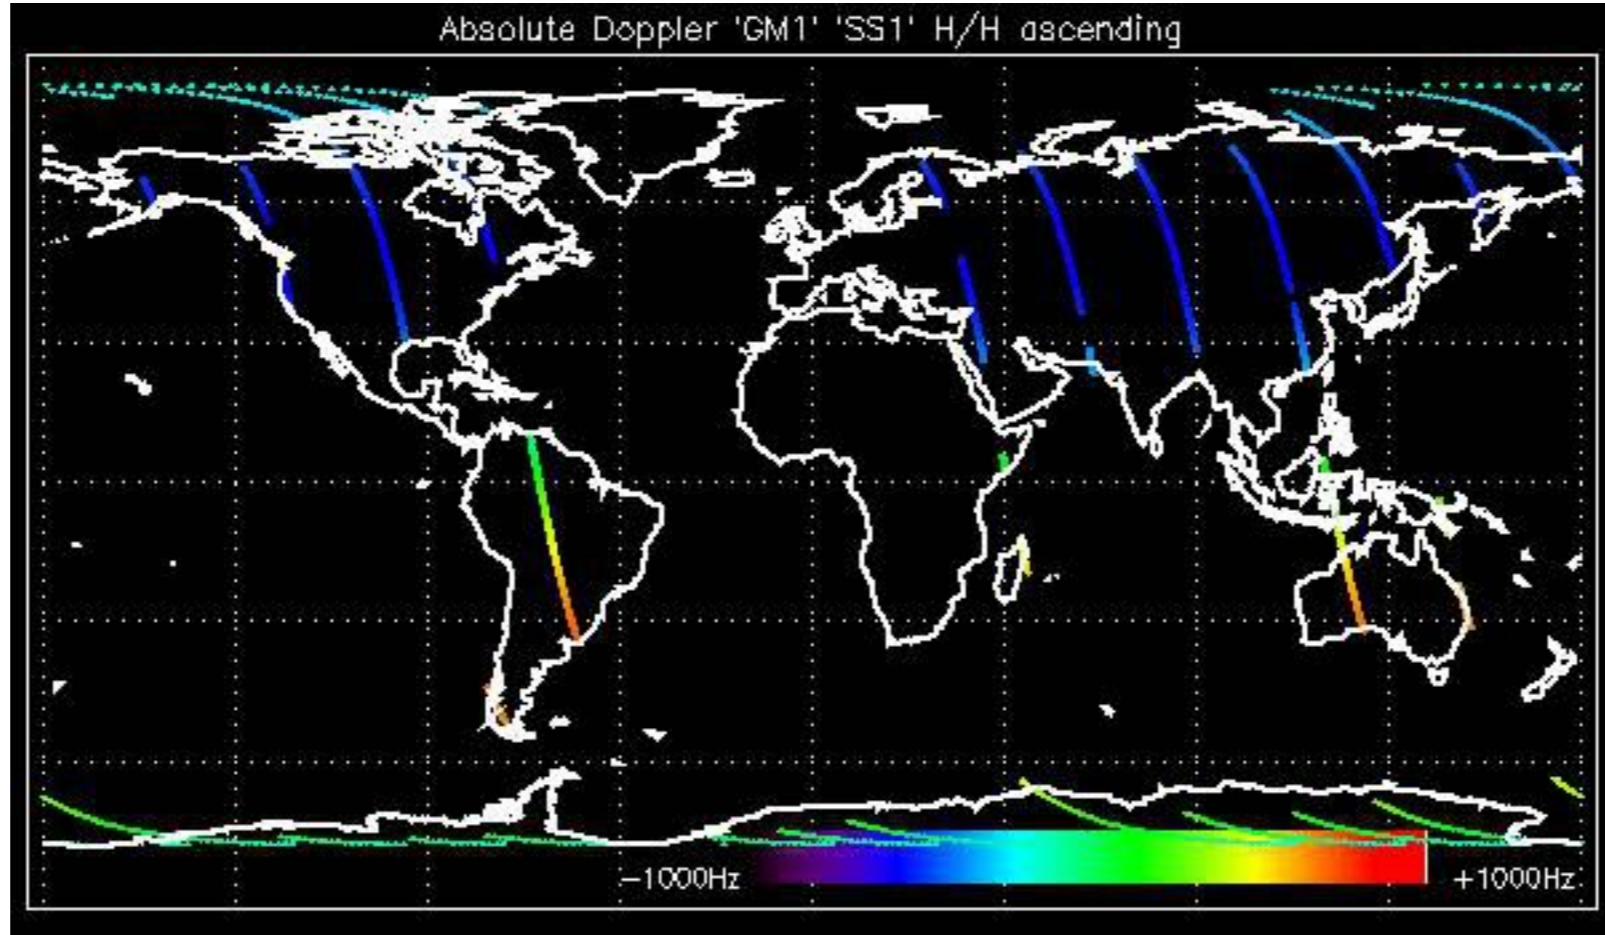 Absolute Doppler 'GM1' 'SS1' H/H ascending
−1000Hz
+1000Hz